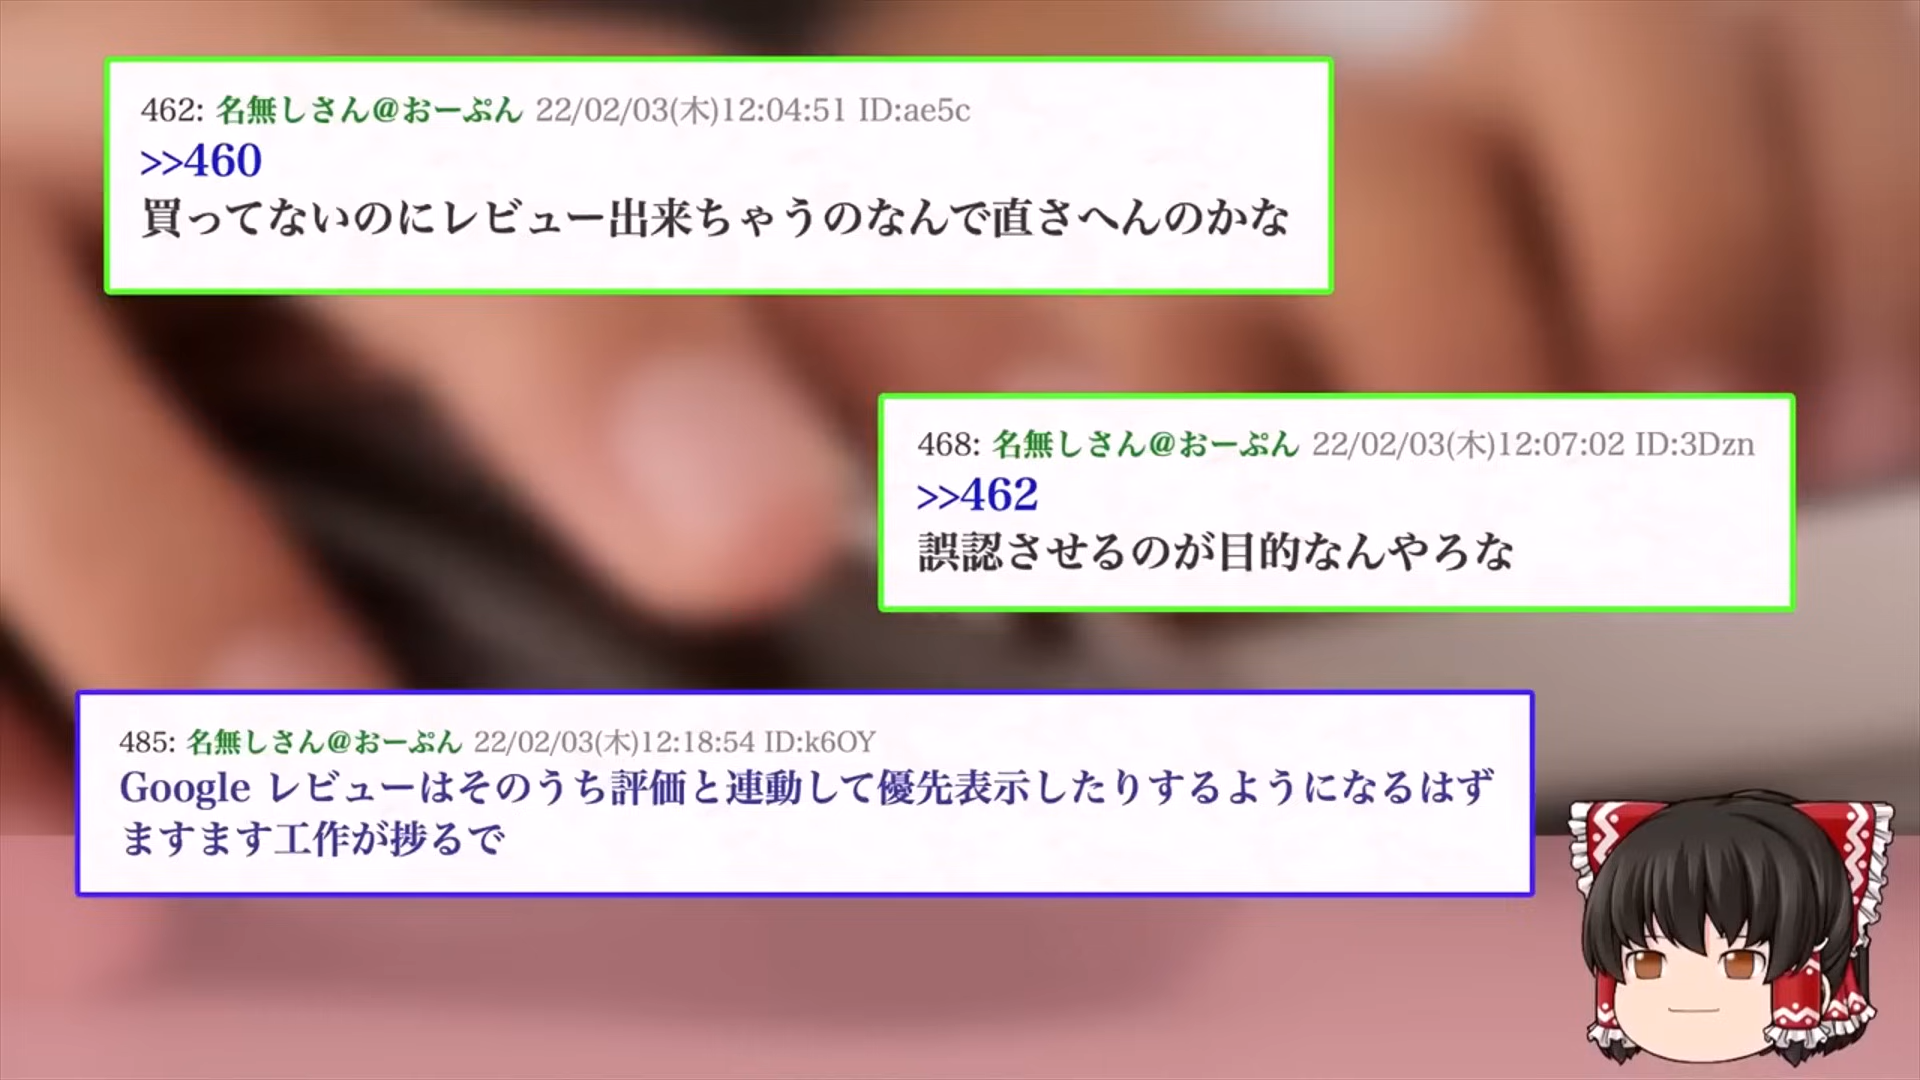 462: 名無しさん@おーぷん 22/02/03(木)12:04:51 ID:ae5c
>>460
買ってないのにレビュー出来ちゃうのなんで直さへんのかな
468: 名無しさん@おーぷん 22/02/03(木)12:07:02 ID:3Dzn
>>462
誤認させるのが目的なんやろな
485: 名無しさん@おーぷん 22/02/03(木)12:18:54 ID:k6OY
Google レビューはそのうち評価と連動して優先表示したりするようになるはず
ますます工作が捗るで